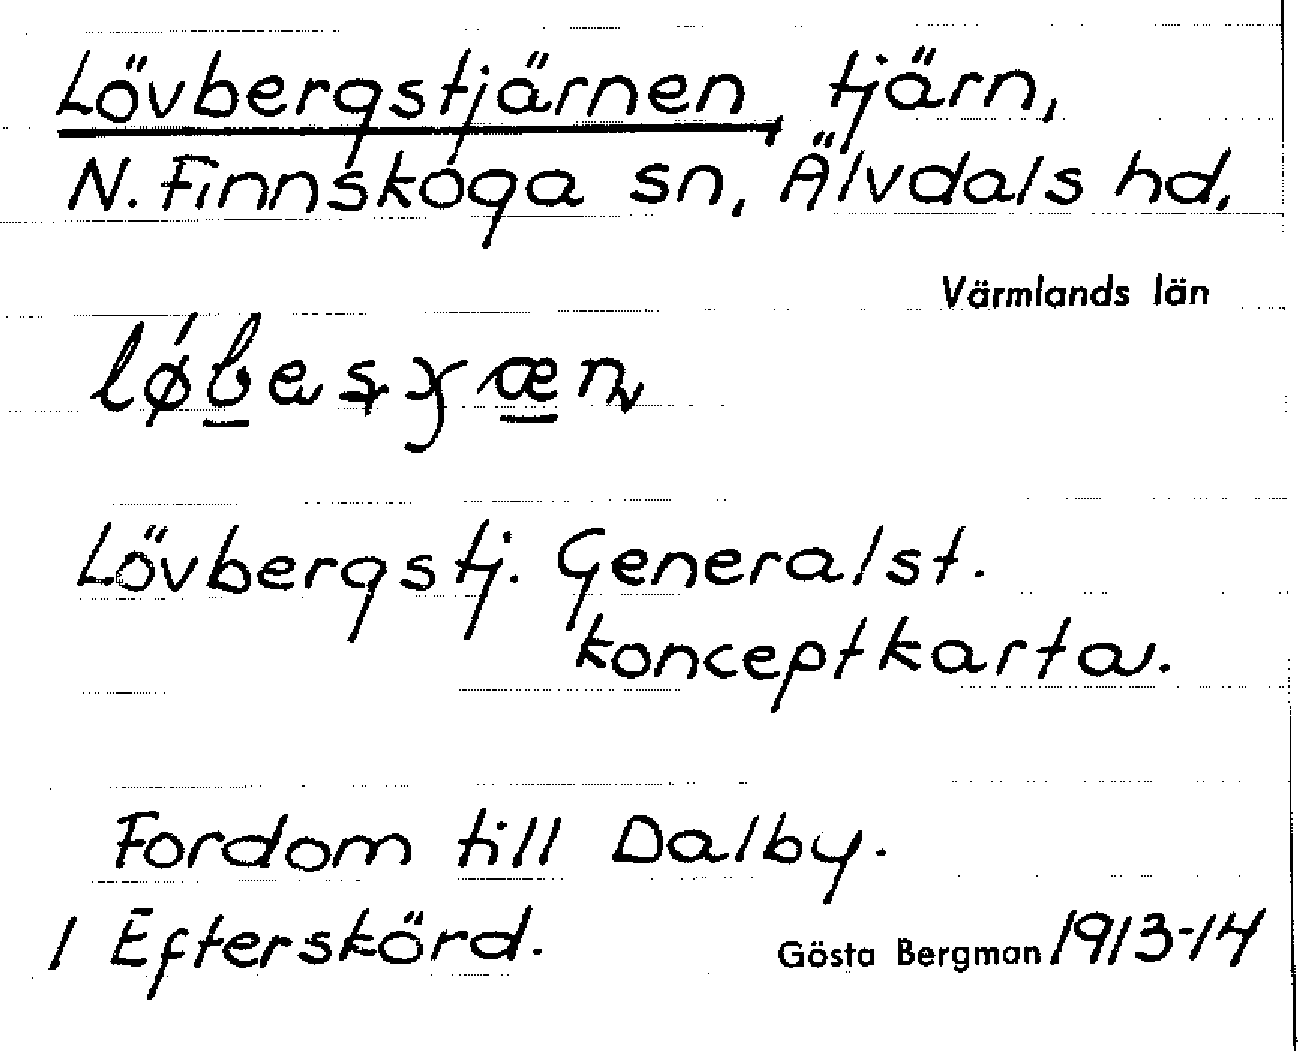 Lövbergstjärnen, tjärn,
N. Finnskoga sn, Älvdals hd,
Värmlands län
Lövbergstj. Generalst.
konceptkarta.
Fordom till Dalby.
1 Efterskörd. Gösta Bergman 1913-14